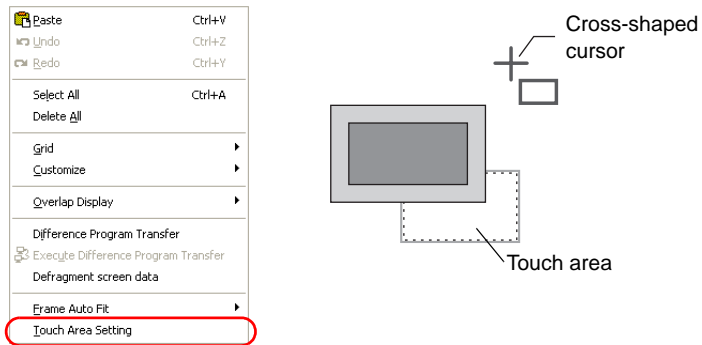 Paste Ctrl+V
Undo Ctrl+Z
Redo Ctrl+Y
Select All Ctrl+A
Delete All
Grid
Customize
Overlap Display
Difference Program Transfer
Execute Difference Program Transfer
Defragment screen data
Frame Auto Fit
Touch Area Setting
Cross-shaped
cursor
Touch area